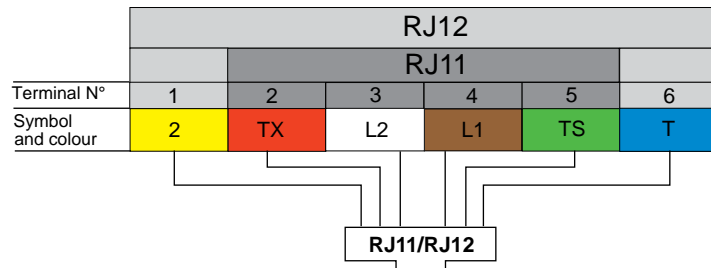 RJ12
RJ11
Terminal N° 1 2 3 4 5 6
Symbol
and colour 2 TX L2 L1 TS T
RJ11/RJ12